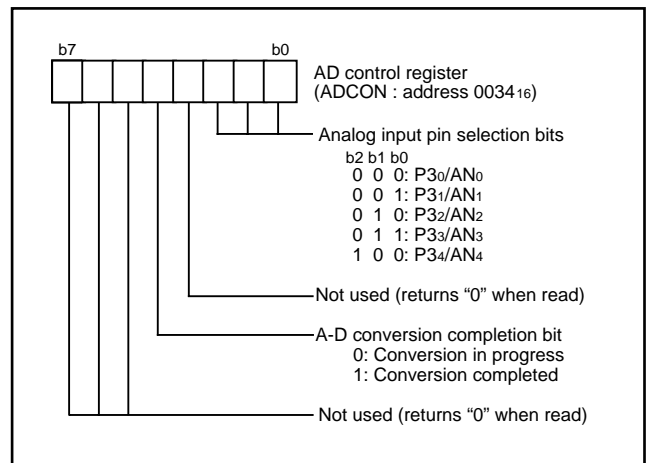 b7 b0
AD control register
(ADCON : address 003416)
Analog input pin selection bits
b2 b1 b0
0 0 0: P30/AN0
0 0 1: P31/AN1
0 1 0: P32/AN2
0 1 1: P33/AN3
1 0 0: P34/AN4
Not used (returns “0” when read)
A-D conversion completion bit
0: Conversion in progress
1: Conversion completed
Not used (returns “0” when read)